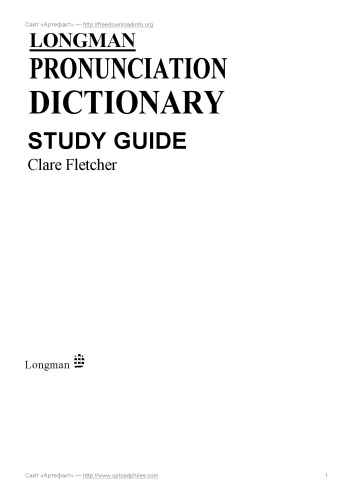 Сайт «Артефакт» — http://freedownloadinfo.org
LONGMAN
PRONUNCIATION
DICTIONARY
STUDY GUIDE
Clare Fletcher
Longman
Сайт «Артефакт» — http://www.uploadphiles.com 1